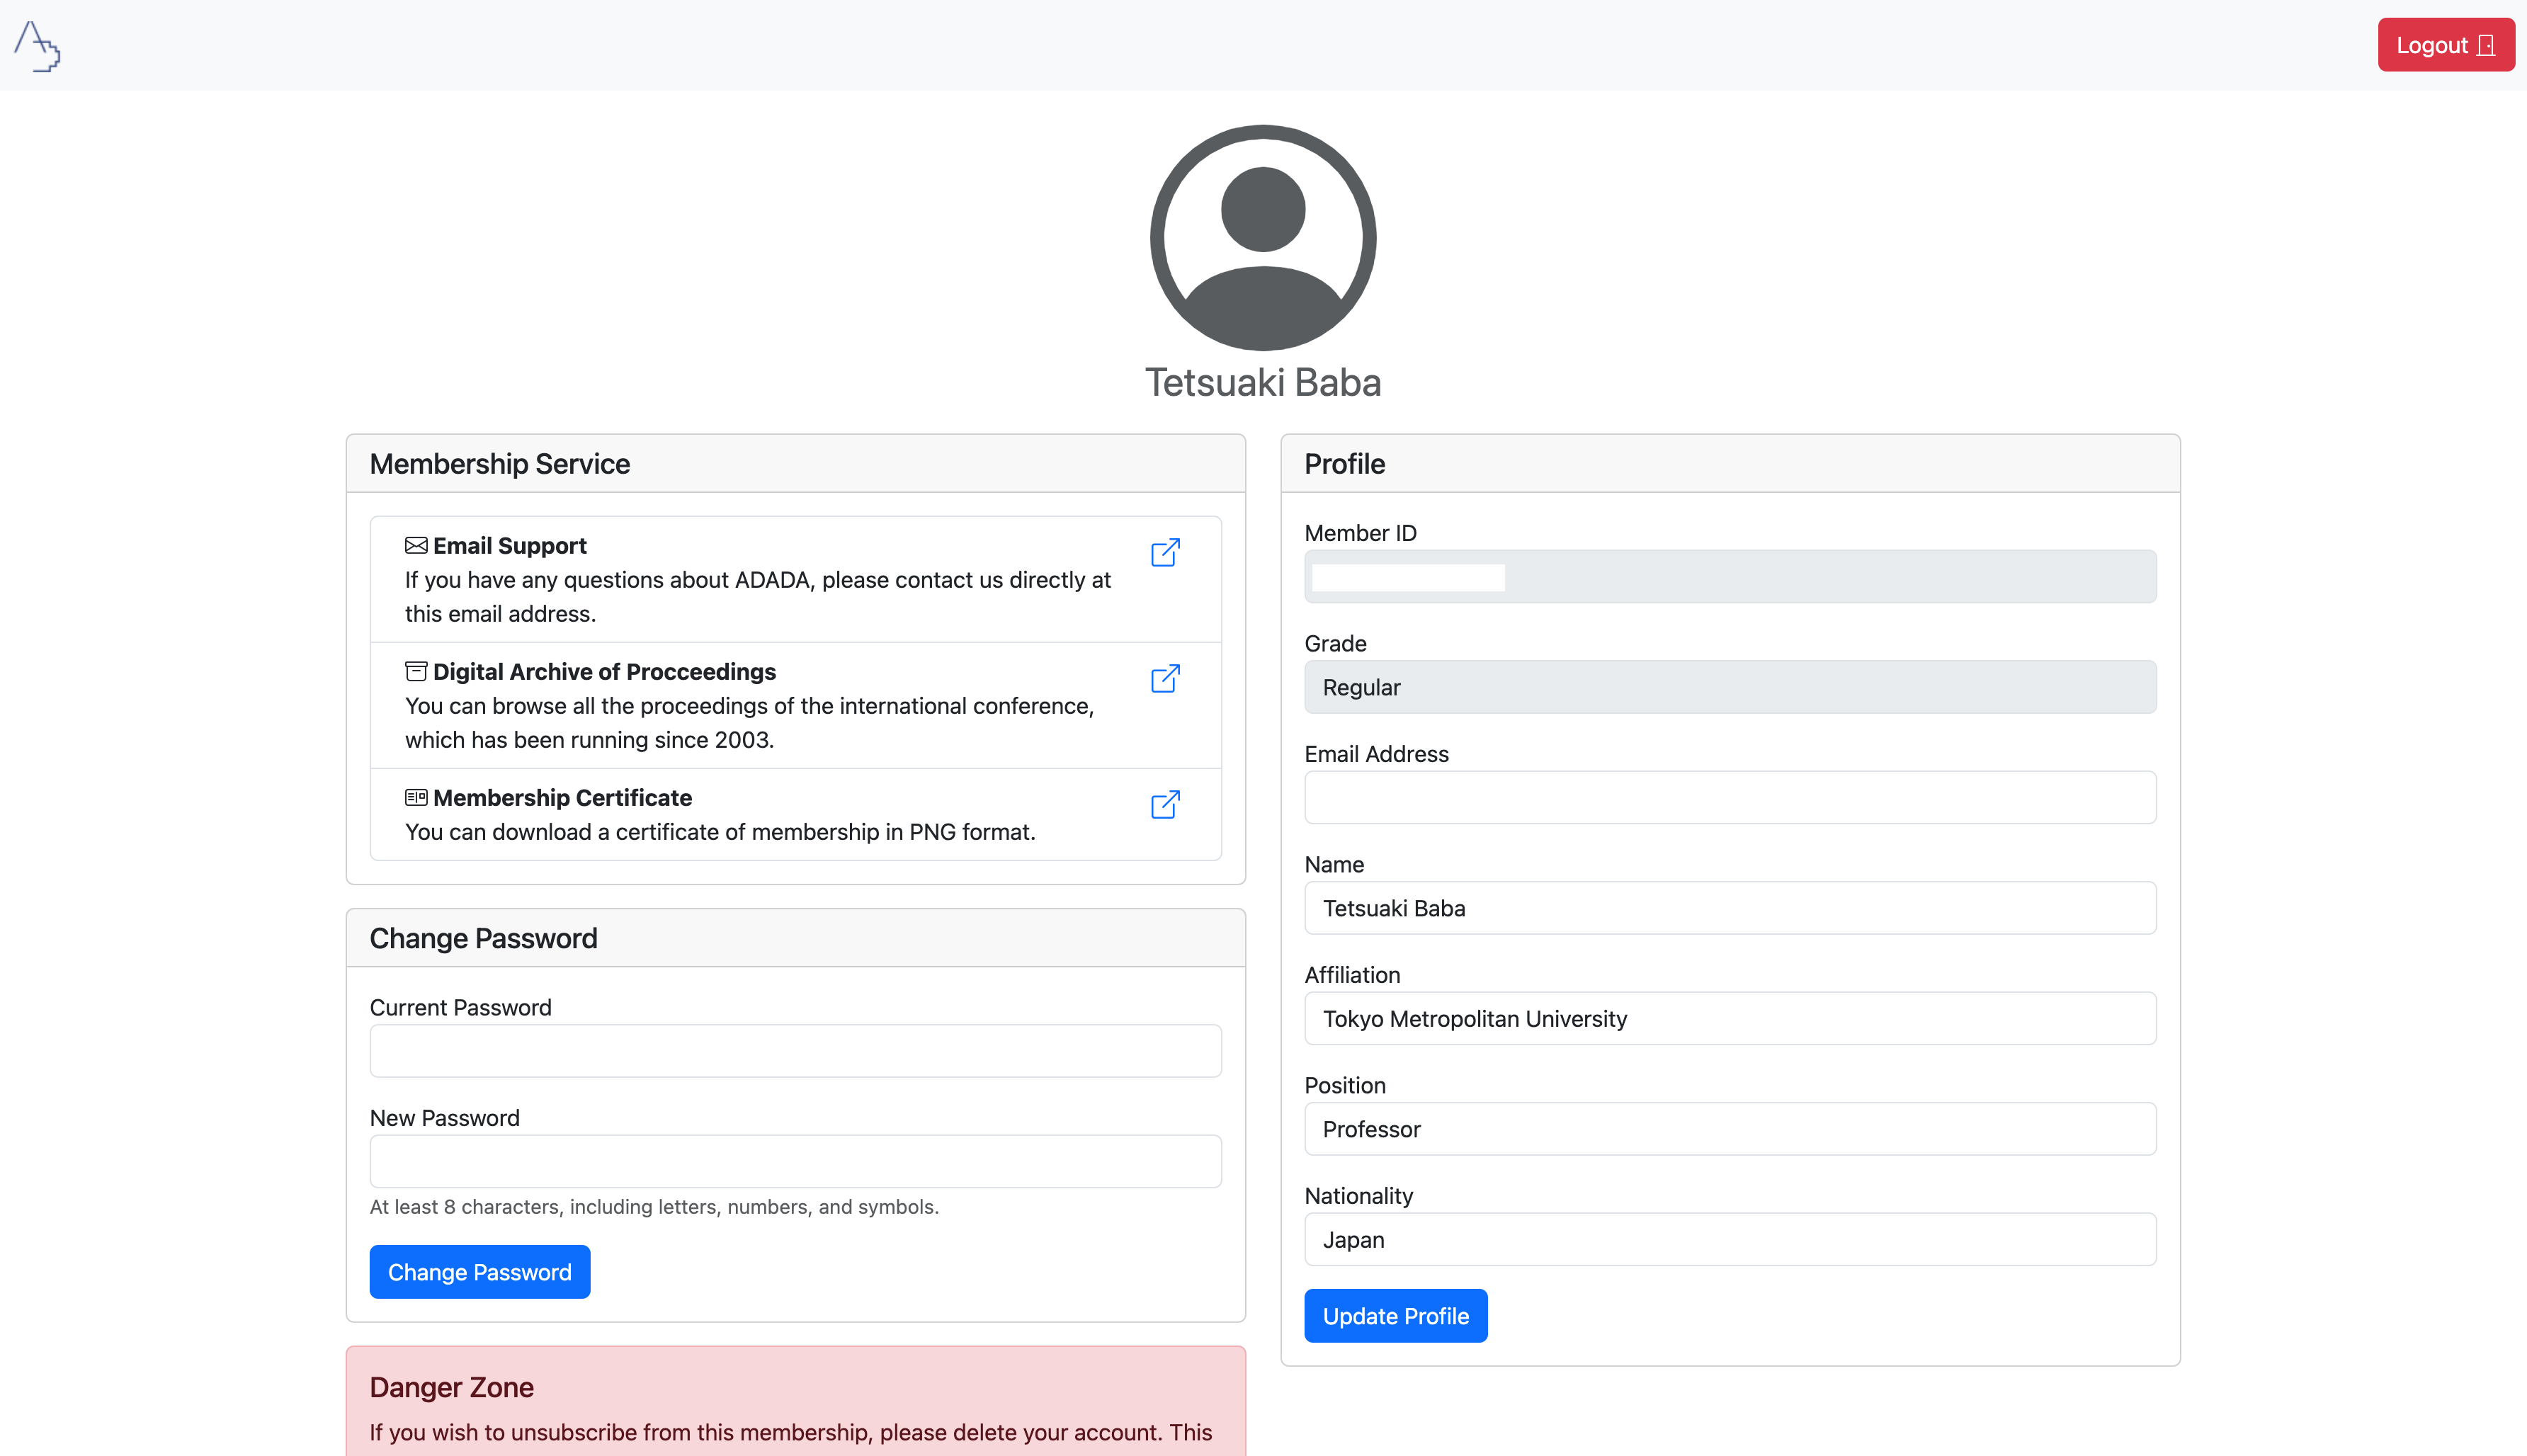 Logout
Tetsuaki Baba
Membership Service
Email Support
If you have any questions about ADADA, please contact us directly at
this email address.
Digital Archive of Procceedings
You can browse all the proceedings of the international conference,
which has been running since 2003.
Membership Certificate
You can download a certificate of membership in PNG format.
Change Password
Current Password
New Password
At least 8 characters, including letters, numbers, and symbols.
Change Password
Danger Zone
If you wish to unsubscribe from this membership, please delete your account. This
Profile
Member ID
Grade
Regular
Email Address
Name
Tetsuaki Baba
Affiliation
Tokyo Metropolitan University
Position
Professor
Nationality
Japan
Update Profile